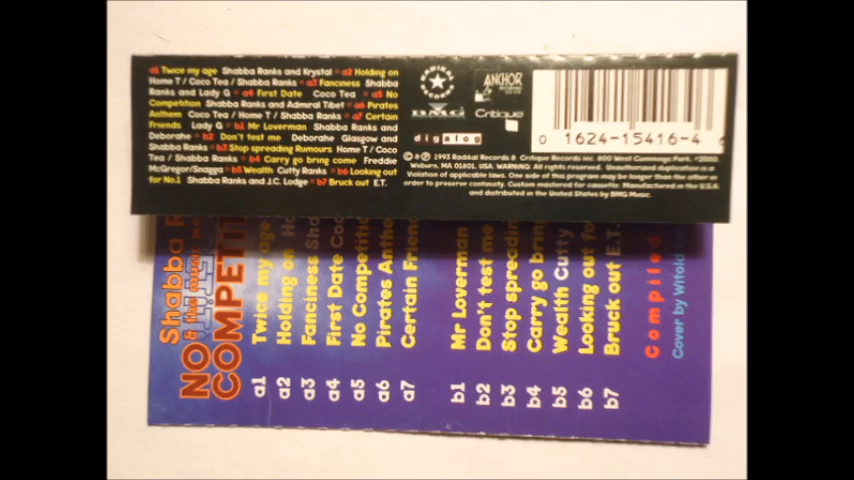 a1 Twice my age Shabba Ranks and Krystal • a2 Holding on
Home T / Coco Tea / Shabba Ranks • a3 Fanciness Shabba
Ranks and Lady G • a4 First Date Coco Tea • a5 No
Competition Shabba Ranks and Admiral Tibet • a6 Pirates
Anthem Coco Tea / Home T / Shabba Ranks • a7 Certain
Friends Lady G • b1 Mr Loverman Shabba Ranks and
Deborahe • b2 Don't test me Deborahe Glasgow and
Shabba Ranks • b3 Stop spreading Rumours Home T / Coco
Tea / Shabba Ranks • b4 Carry go bring come Freddie
McGregor/Snagga • b5 Wealth Cutty Ranks • b6 Looking out
for No.1 Shabba Ranks and J.C. Lodge • b7 Bruck out E.T.
RADIKAL
RECORDS
ANCHOR
BMG
Critique
digalog
0 1624-15416-4
© & ℗ 1993 Radikal Records & Critique Records inc. 400 West Cummings Park, #2000,
Woburn, MA 01801. USA. WARNING: All rights reserved. Unauthorized duplication is a
Violation of applicable laws. One side of this program may be longer than the other in
order to preserve continuity. Custom mastered for cassette. Manufactured in the U.S.A.
and distributed in the United States by BMG Music.
Shabba R
& the
NO
COMPETIT
a1 Twice my age
a2 Holding on Ho
a3 Fanciness Sha
a4 First Date Coc
a5 No Competitio
a6 Pirates Anthe
a7 Certain Friend
b1 Mr Loverman
b2 Don't test me
b3 Stop spreadin
b4 Carry go brin
b5 Wealth Cutty
b6 Looking out fo
b7 Bruck out E.T.
Compiled
Cover by Witold